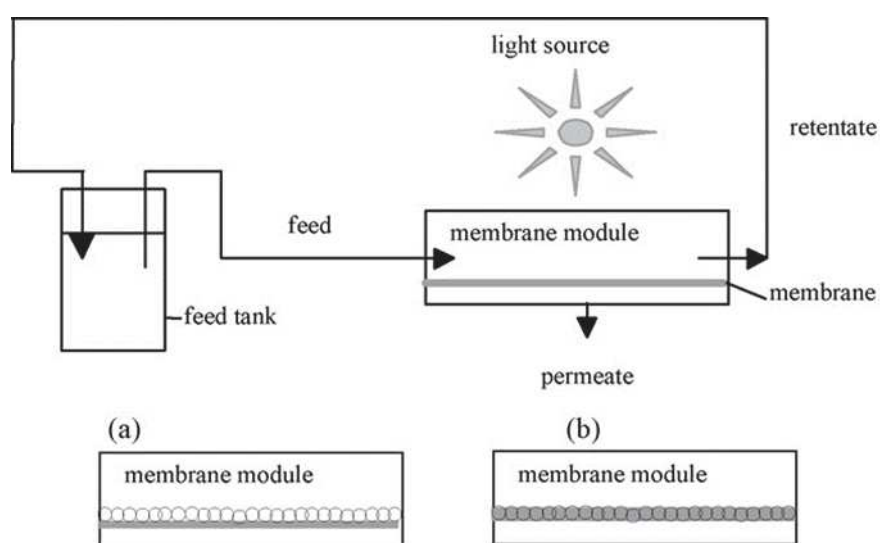 light source
retentate
feed
membrane module
membrane
feed tank
permeate
(a)
(b)
membrane module
membrane module